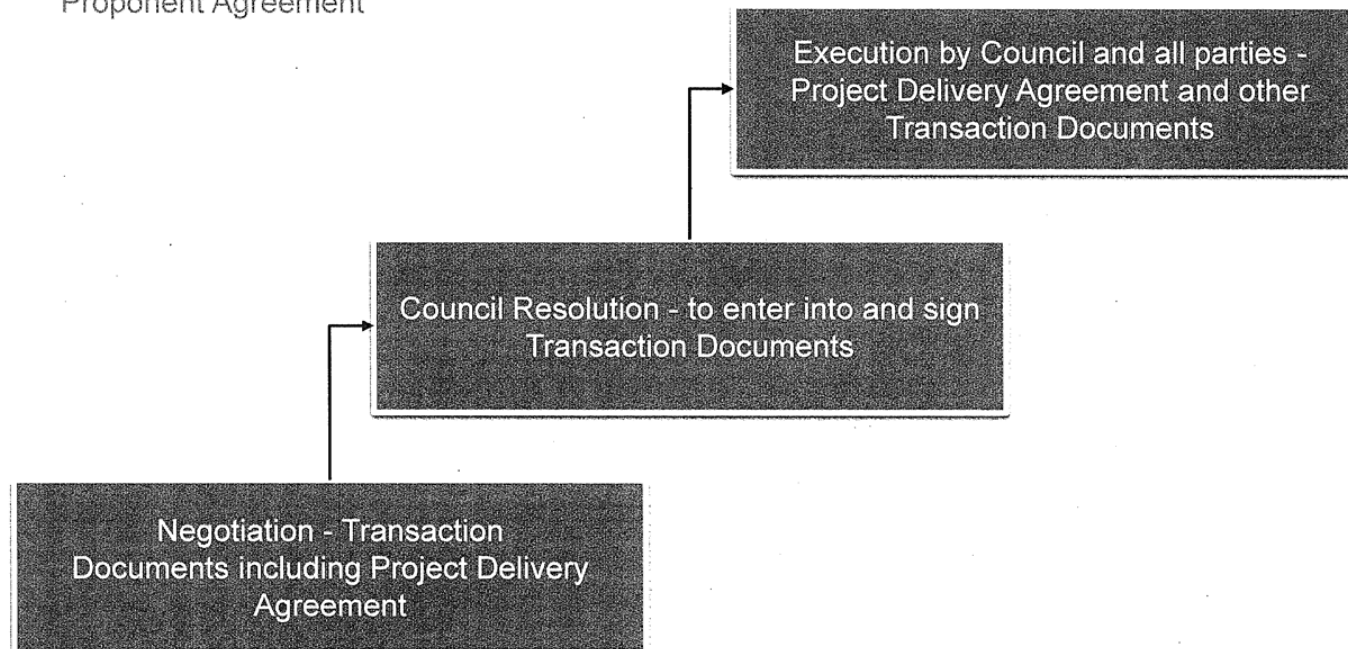 Proponent Agreement
Execution by Council and all parties -
Project Delivery Agreement and other
Transaction Documents
Council Resolution - to enter into and sign
Transaction Documents
Negotiation - Transaction
Documents including Project Delivery
Agreement